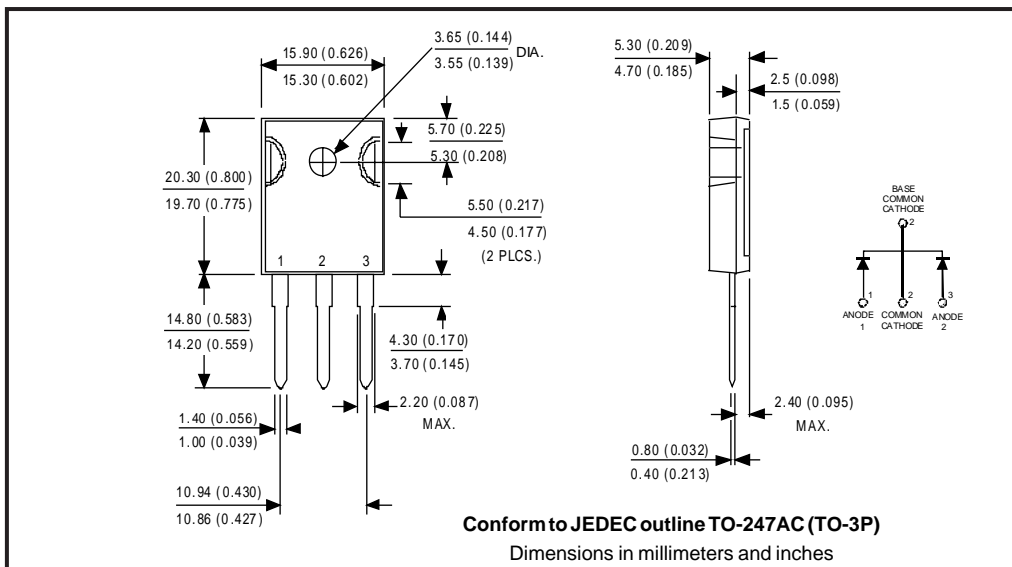 3.65 (0.144)
3.55 (0.139)
DIA.
15.90 (0.626)
15.30 (0.602)
5.30 (0.209)
4.70 (0.185)
2.5 (0.098)
1.5 (0.059)
5.70 (0.225)
5.30 (0.208)
20.30 (0.800)
19.70 (0.775)
5.50 (0.217)
4.50 (0.177)
(2 PLCS.)
1 2 3
14.80 (0.583)
14.20 (0.559)
4.30 (0.170)
3.70 (0.145)
2.20 (0.087)
MAX.
1.40 (0.056)
1.00 (0.039)
10.94 (0.430)
10.86 (0.427)
2.40 (0.095)
MAX.
0.80 (0.032)
0.40 (0.213)
BASE
COMMON
CATHODE
2
1 2 3
ANODE
1
COMMON
CATHODE
ANODE
2
Conform to JEDEC outline TO-247AC (TO-3P)
Dimensions in millimeters and inches